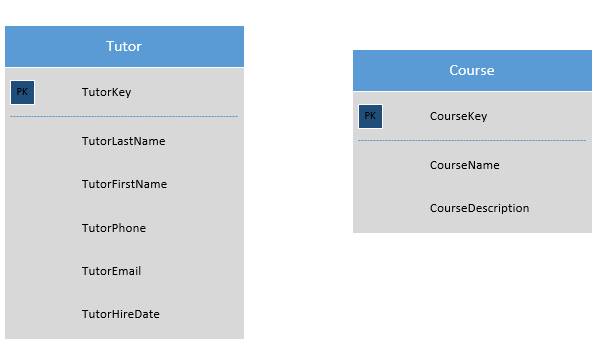 Tutor
PK TutorKey
TutorLastName
TutorFirstName
TutorPhone
TutorEmail
TutorHireDate
Course
PK CourseKey
CourseName
CourseDescription